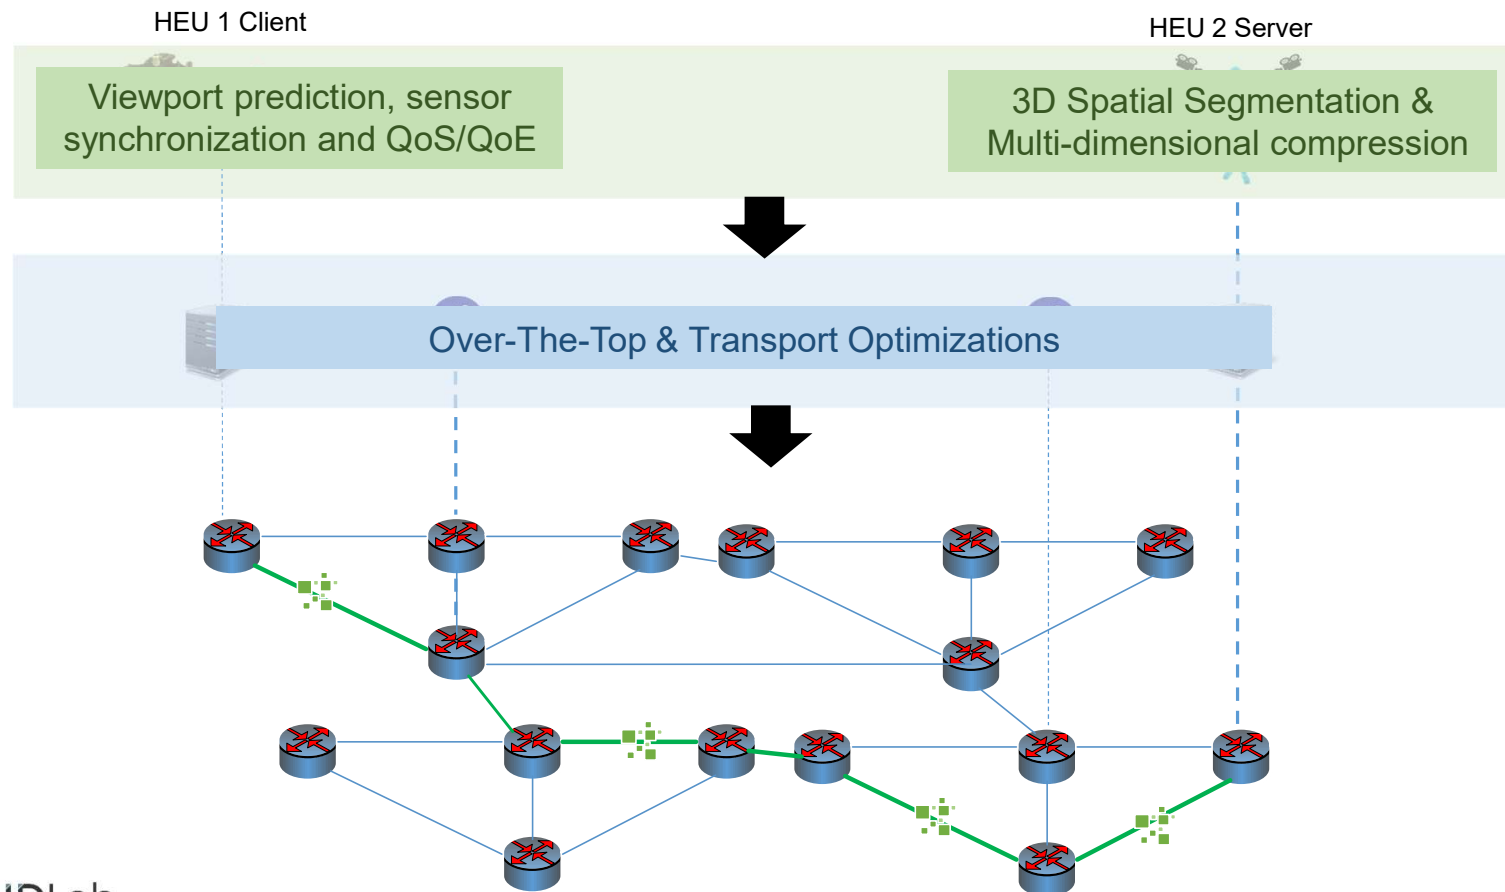 HEU 1 Client
HEU 2 Server
Viewport prediction, sensor
synchronization and QoS/QoE
3D Spatial Segmentation &
Multi-dimensional compression
Over-The-Top & Transport Optimizations